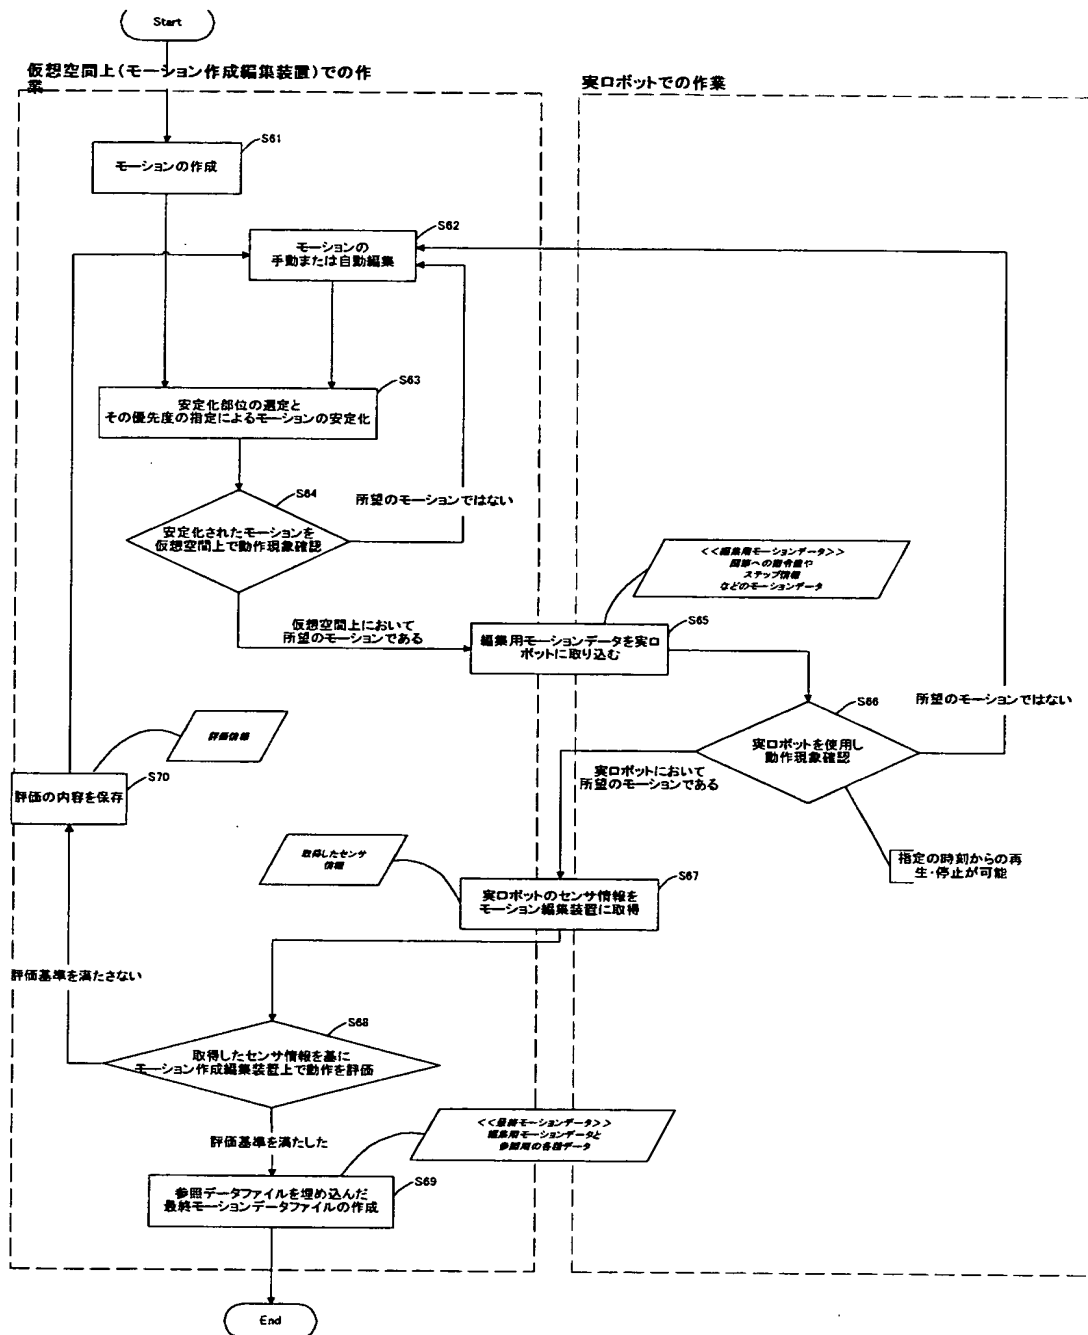 Start
仮想空間上(モーション作成編集装置)での作
業
実ロボットでの作業
S61
モーションの作成
S62
モーションの
手動または自動編集
S63
安定化部位の選定と
その優先度の指定によるモーションの安定化
S64
所望のモーションではない
安定化されたモーションを
仮想空間上で動作現象確認
<<編集用モーションデータ>>
関節への指令値や
ステップ情報
などのモーションデータ
仮想空間上において
所望のモーションである
S65
編集用モーションデータを実ロ
ボットに取り込む
S66
所望のモーションではない
実ロボットを使用し
動作現象確認
評価情報
S70
評価の内容を保存
実ロボットにおいて
所望のモーションである
指定の時刻からの再
生・停止が可能
取得したセンサ
情報
S67
実ロボットのセンサ情報を
モーション編集装置に取得
評価基準を満たさない
S68
取得したセンサ情報を基に
モーション作成編集装置上で動作を評価
<<最終モーションデータ>>
編集用モーションデータと
参照用の各種データ
評価基準を満たした
S69
参照データファイルを埋め込んだ
最終モーションデータファイルの作成
End